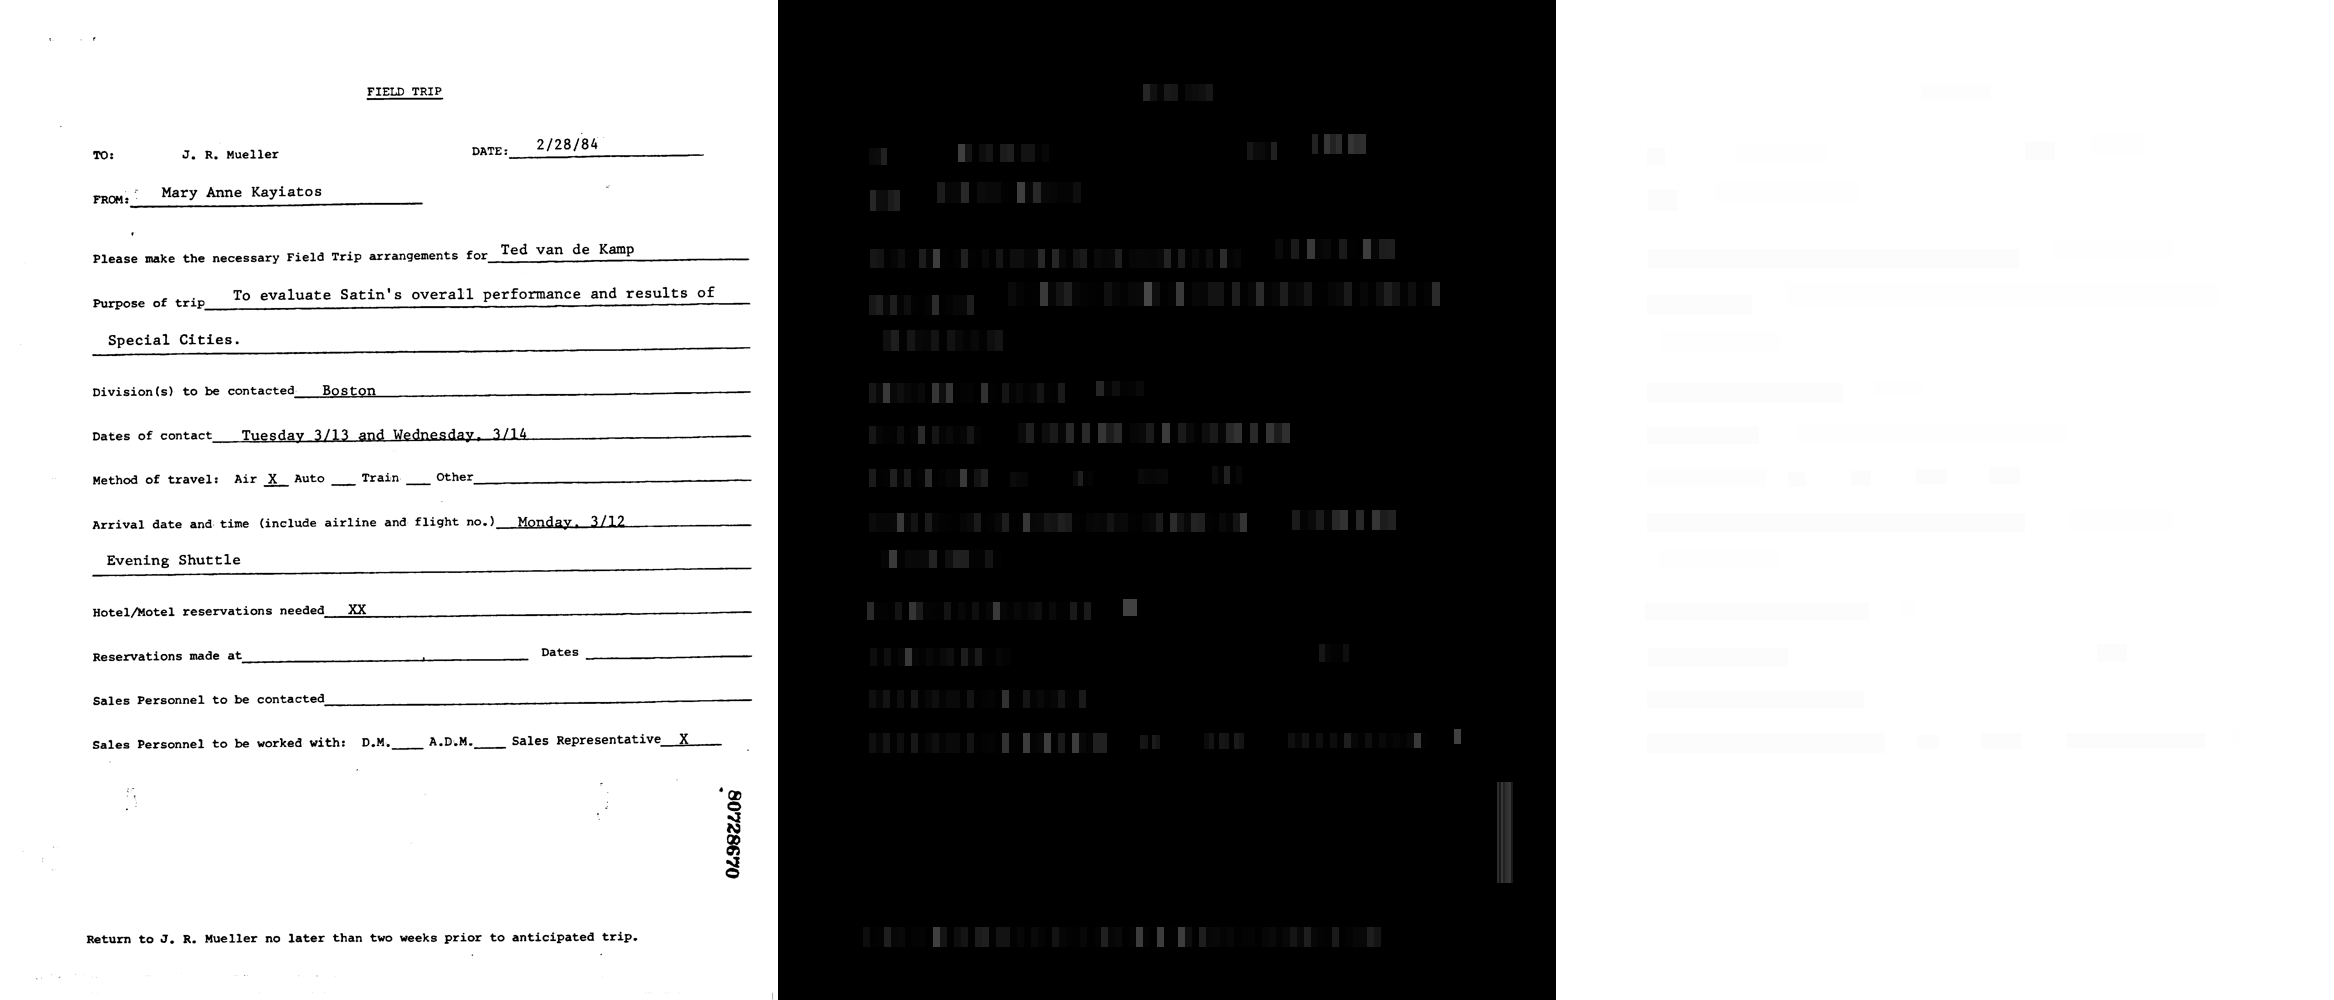 FIELD TRIP
TO: J. R. Mueller DATE: 2/28/84
FROM: Mary Anne Kayiatos
Please make the necessary Field Trip arrangements for Ted van de Kamp
Purpose of trip To evaluate Satin's overall performance and results of
Special Cities.
Division(s) to be contacted Boston
Dates of contact Tuesday 3/13 and Wednesday, 3/14
Method of travel: Air X Auto ___ Train ___ Other
Arrival date and time (include airline and flight no.) Monday, 3/12
Evening Shuttle
Hotel/Motel reservations needed XX
Reservations made at Dates
Sales Personnel to be contacted
Sales Personnel to be worked with: D.M.____ A.D.M.____ Sales Representative X
80728670
Return to J. R. Mueller no later than two weeks prior to anticipated trip.